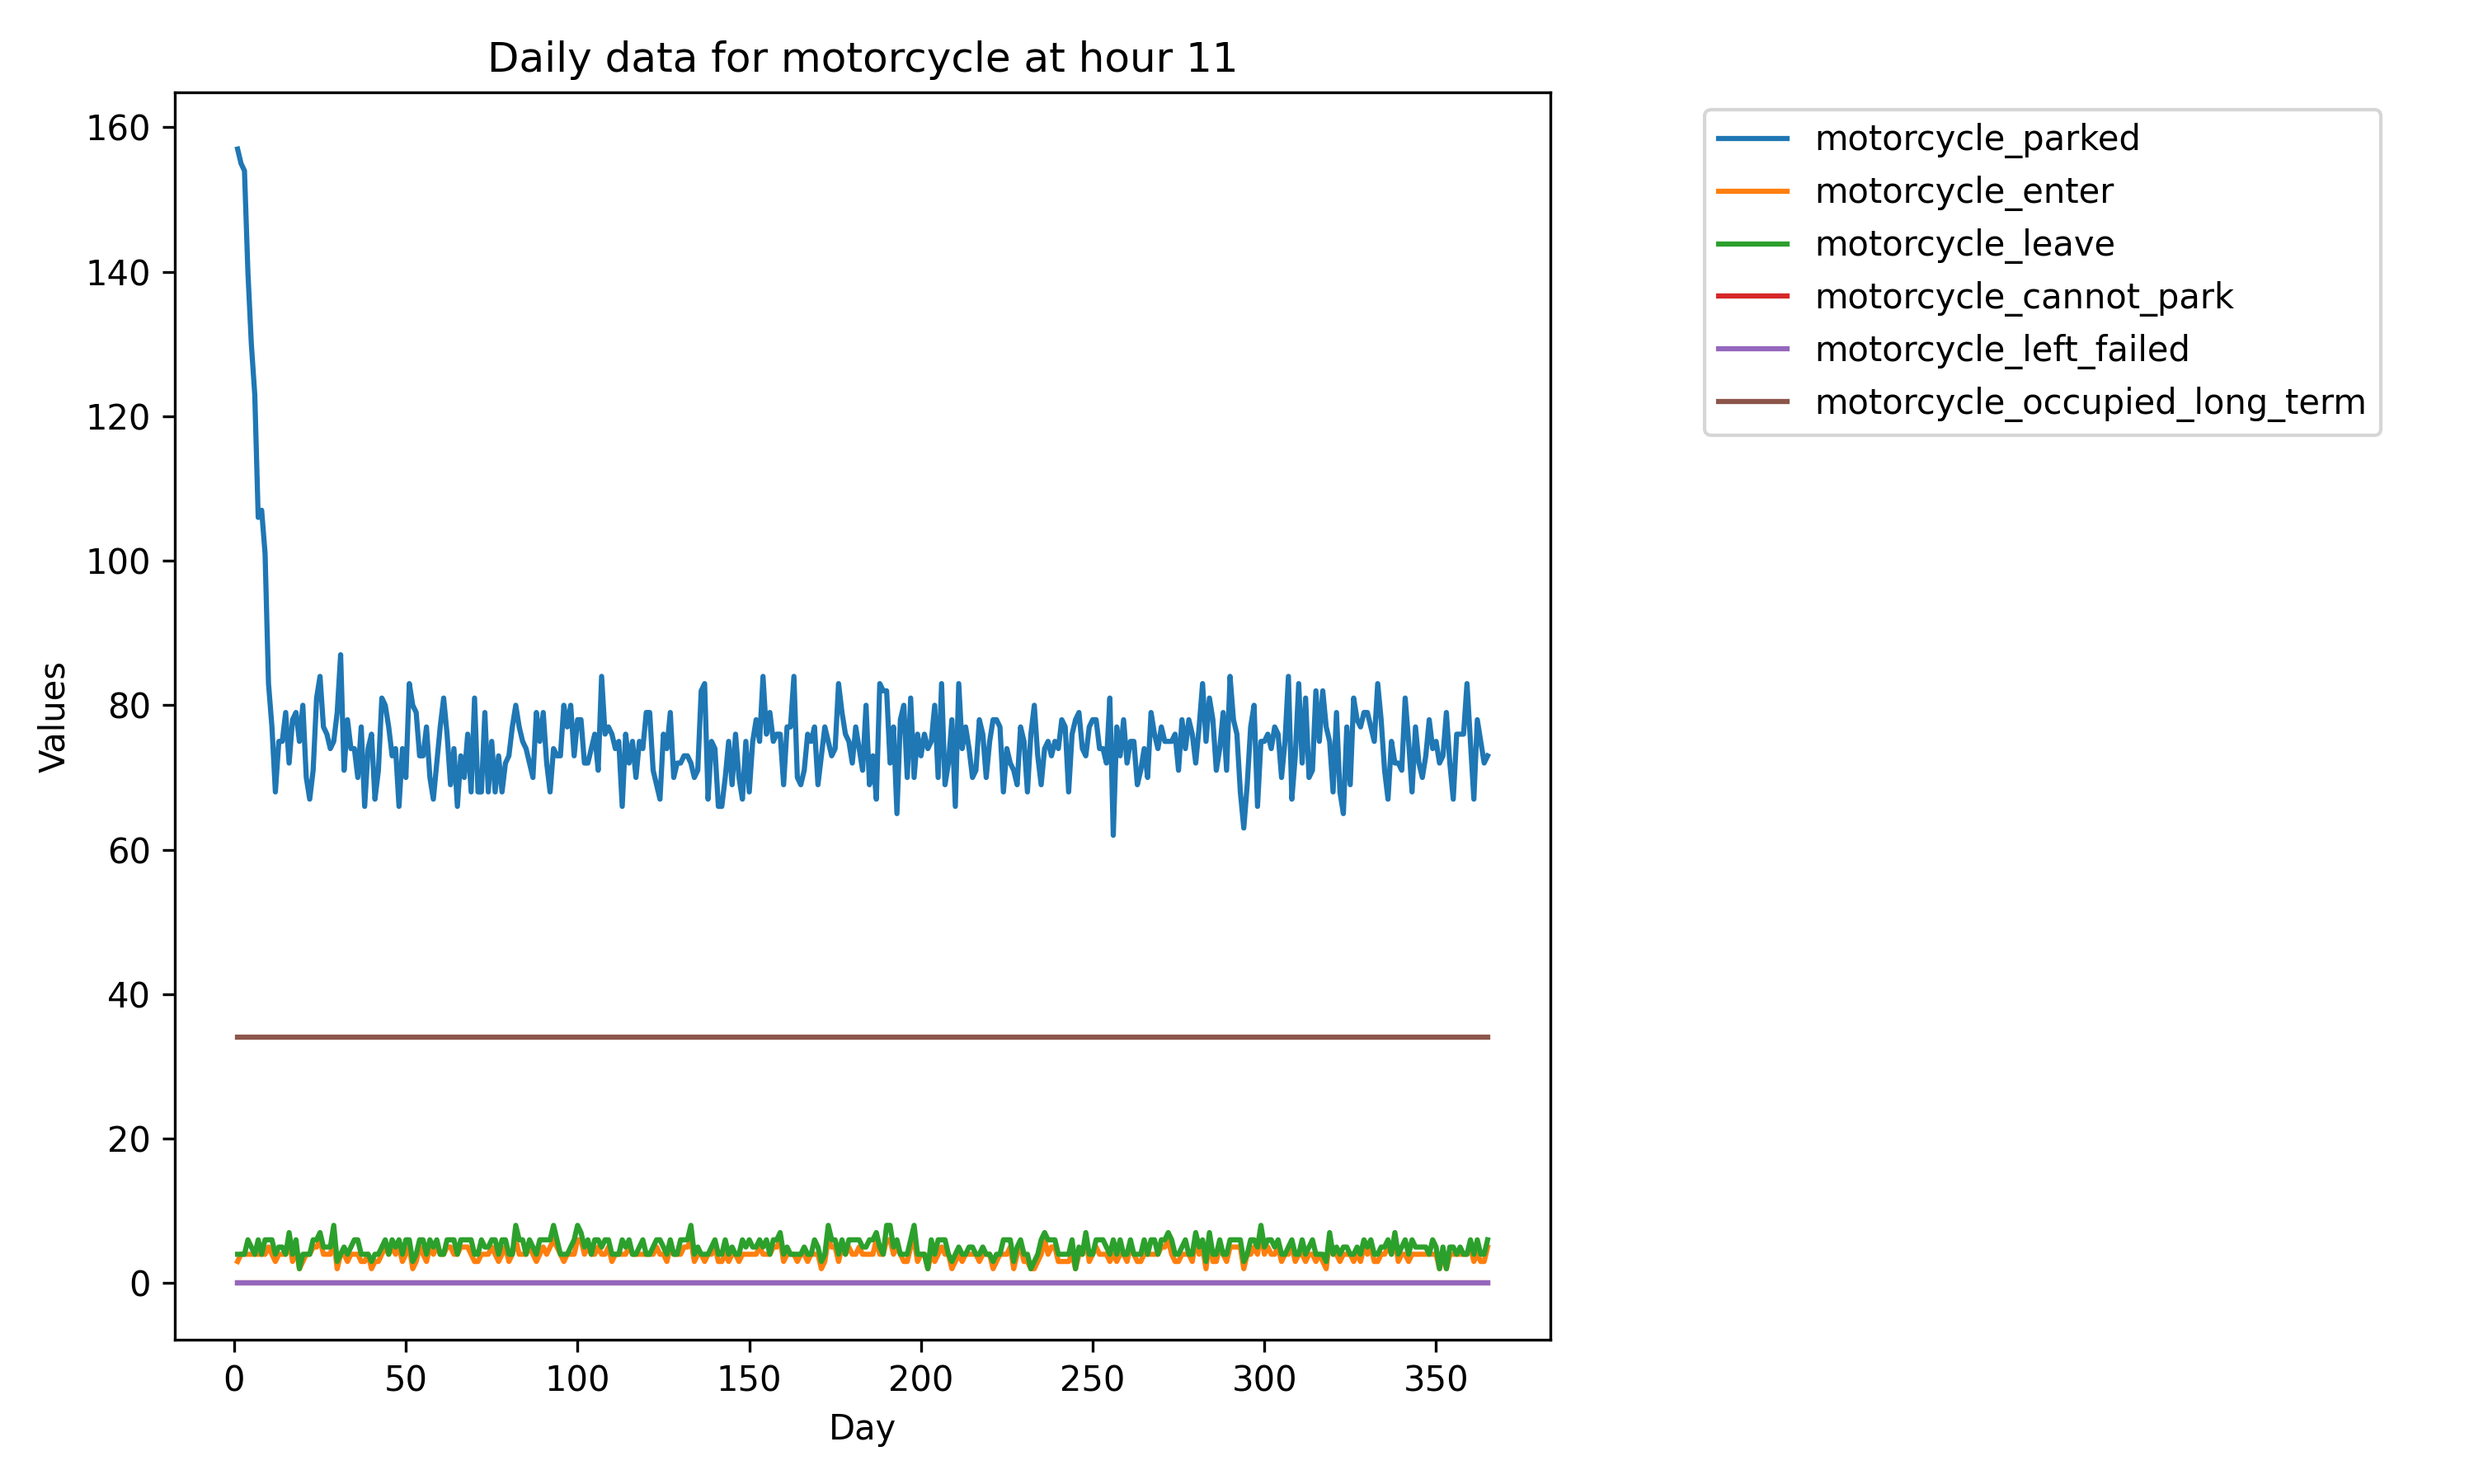 Daily data for motorcycle at hour 11
160
140
120
100
80
60
40
20
0
Values
0 50 100 150 200 250 300 350
Day
motorcycle_parked
motorcycle_enter
motorcycle_leave
motorcycle_cannot_park
motorcycle_left_failed
motorcycle_occupied_long_term